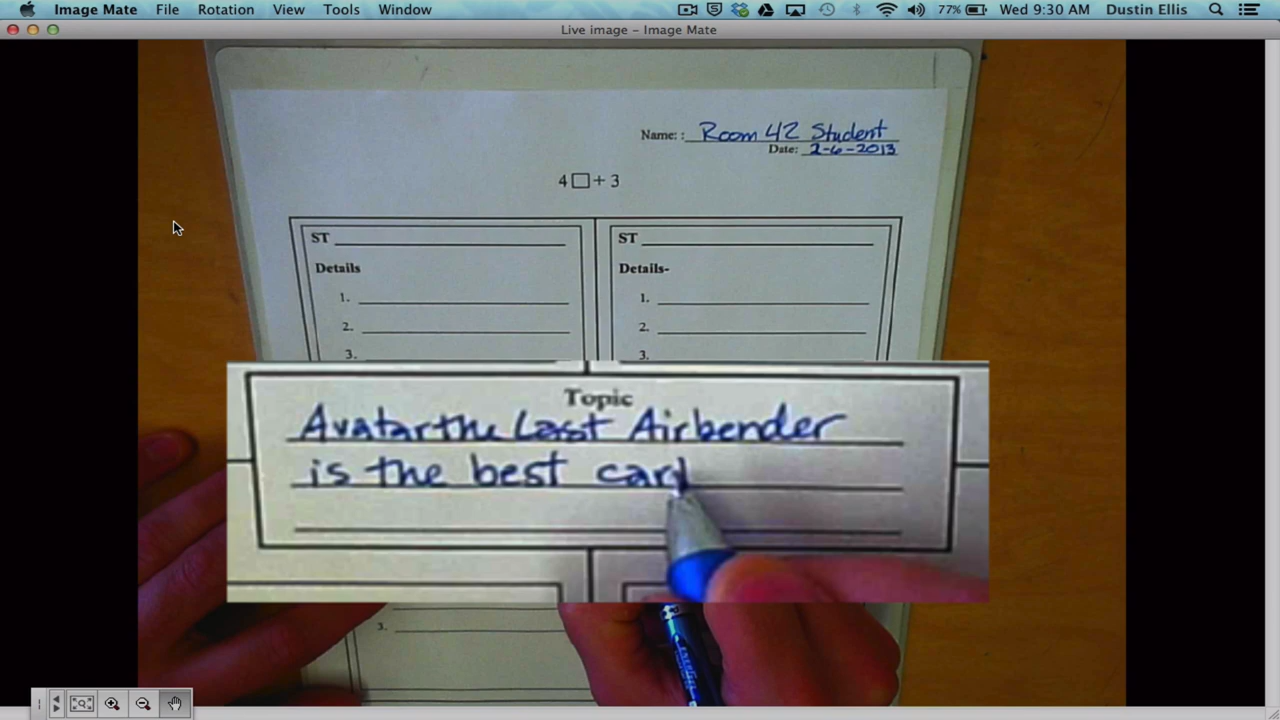 Image Mate File Rotation View Tools Window 77% Wed 9:30 AM Dustin Ellis
Live image - Image Mate
Name: : Room 42 Student
Date: 2-6-2013
4□+3
ST ST
Details Details-
1. 1.
2. 2.
3. 3.
Topic
Avatar the Last Airbender
is the best cart
3.